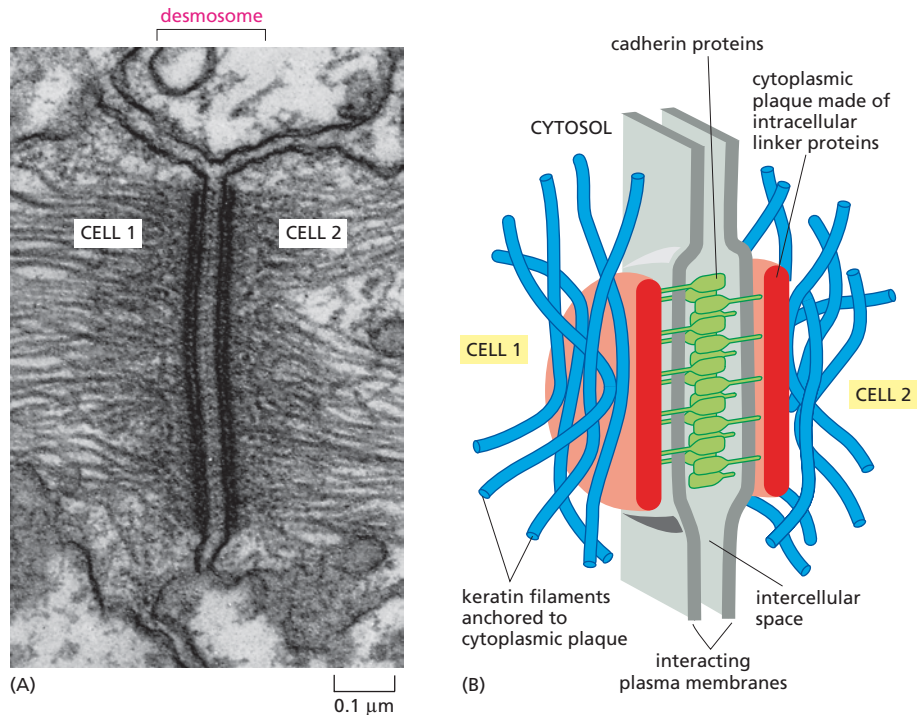 desmosome
CELL 1
CELL 2
(A)
0.1 µm
cadherin proteins
cytoplasmic
plaque made of
intracellular
linker proteins
CYTOSOL
CELL 1
CELL 2
keratin filaments
anchored to
cytoplasmic plaque
intercellular
space
interacting
plasma membranes
(B)